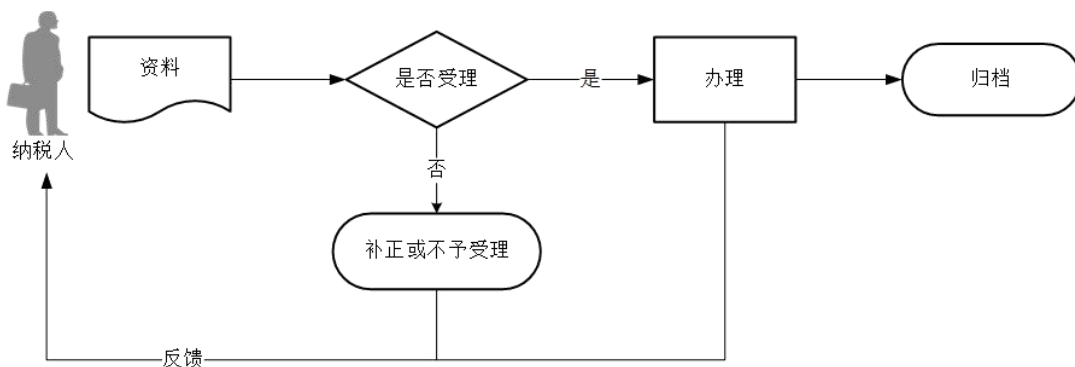 资料
是否受理
是
办理
归档
纳税人
否
补正或不予受理
反馈